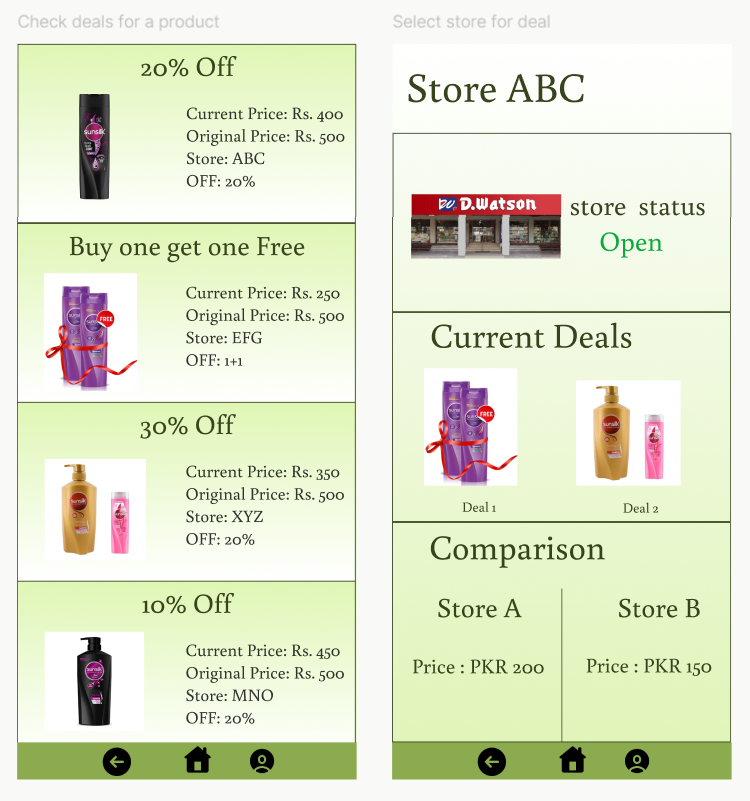 Check deals for a product
20% Off
sunsilk
Current Price: Rs. 400
Original Price: Rs. 500
Store: ABC
OFF: 20%
Buy one get one Free
FREE
Current Price: Rs. 250
Original Price: Rs. 500
Store: EFG
OFF: 1+1
30% Off
sunsilk
Current Price: Rs. 350
Original Price: Rs. 500
Store: XYZ
OFF: 20%
10% Off
sunsilk
Current Price: Rs. 450
Original Price: Rs. 500
Store: MNO
OFF: 20%
Select store for deal
Store ABC
D.Watson
store status
Open
Current Deals
FREE
sunsilk
Deal 1
Deal 2
Comparison
Store A
Store B
Price : PKR 200
Price : PKR 150